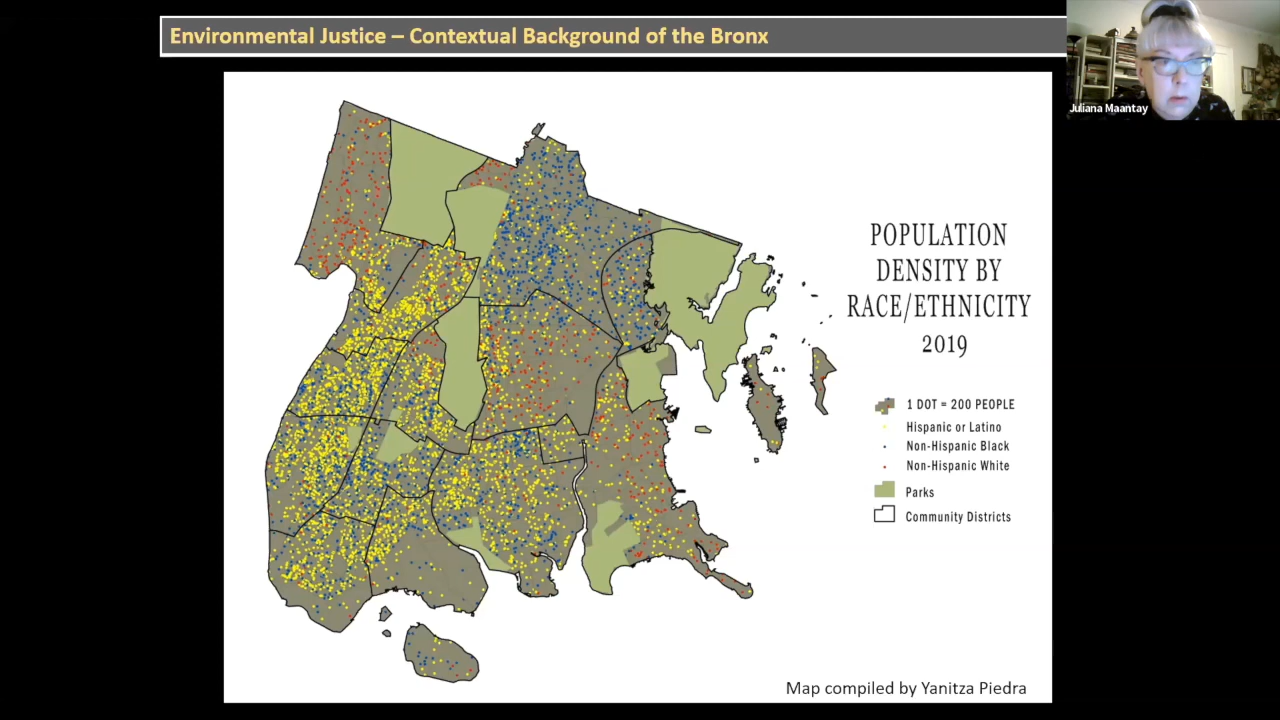 Environmental Justice – Contextual Background of the Bronx
Juliana Maantay
POPULATION
DENSITY BY
RACE/ETHNICITY
2019
1 DOT = 200 PEOPLE
Hispanic or Latino
Non-Hispanic Black
Non-Hispanic White
Parks
Community Districts
Map compiled by Yanitza Piedra